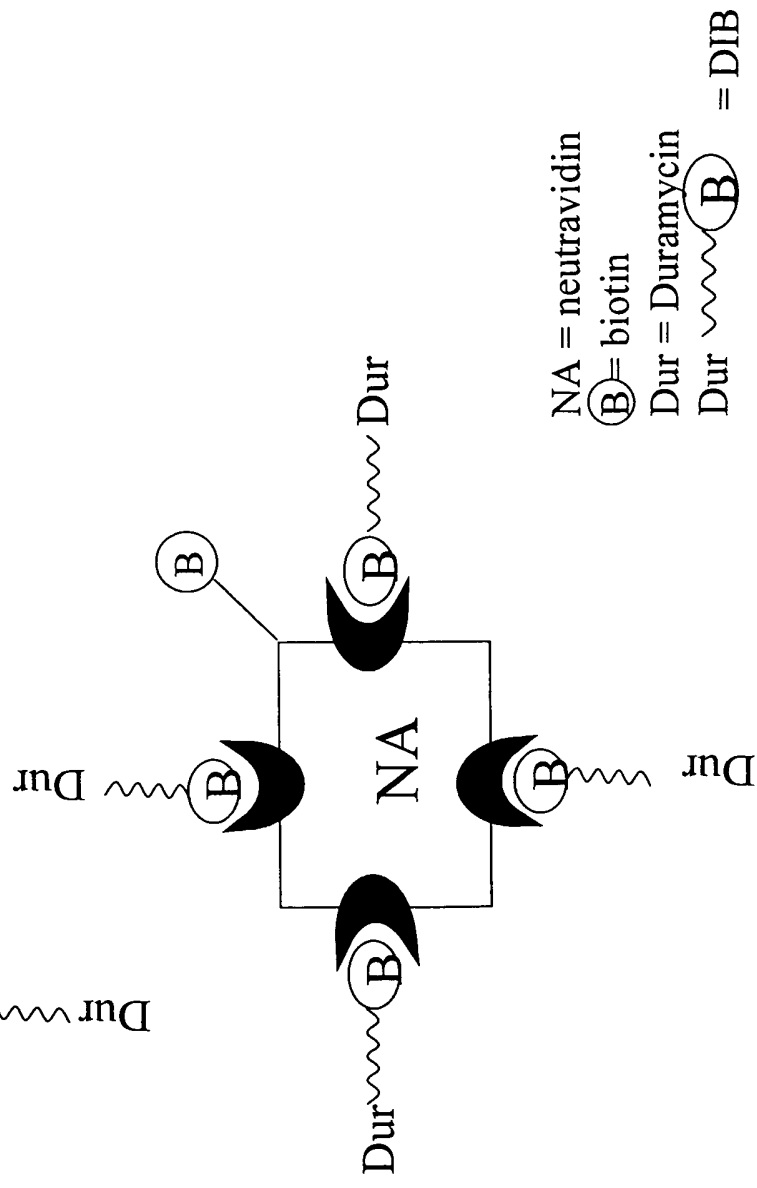 Dur
Dur
B
B
Dur
B
NA
B
Dur
B
Dur
NA = neutravidin
B = biotin
Dur = Duramycin
Dur B = DIB